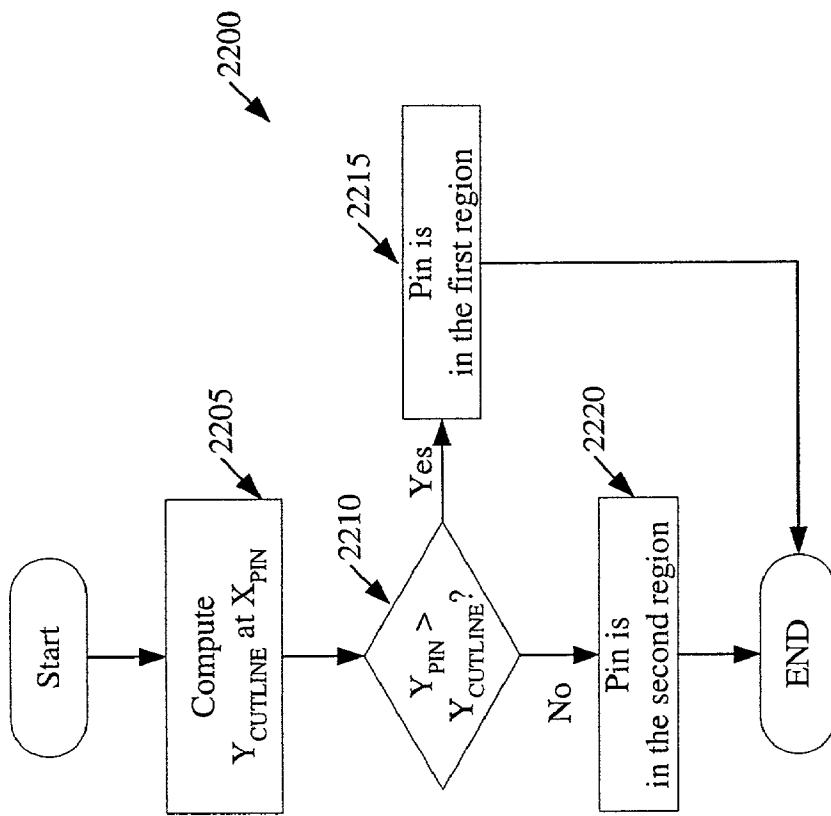 2200
Start
2205
Compute
Y_CUTLINE at X_PIN
2210
Y_PIN >
Y_CUTLINE?
Yes
2215
Pin is
in the first region
No
2220
Pin is
in the second region
END